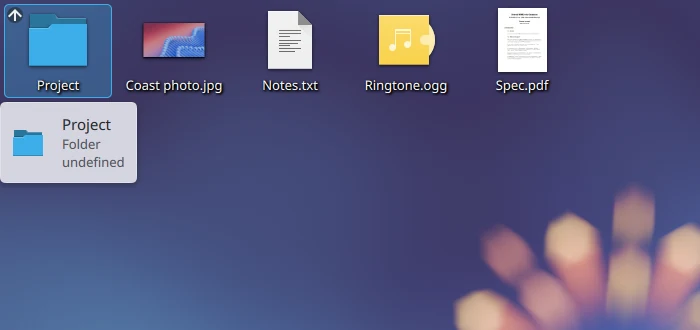 Project
Coast photo.jpg
Notes.txt
Ringtone.ogg
Spec.pdf
Project
Folder
undefined